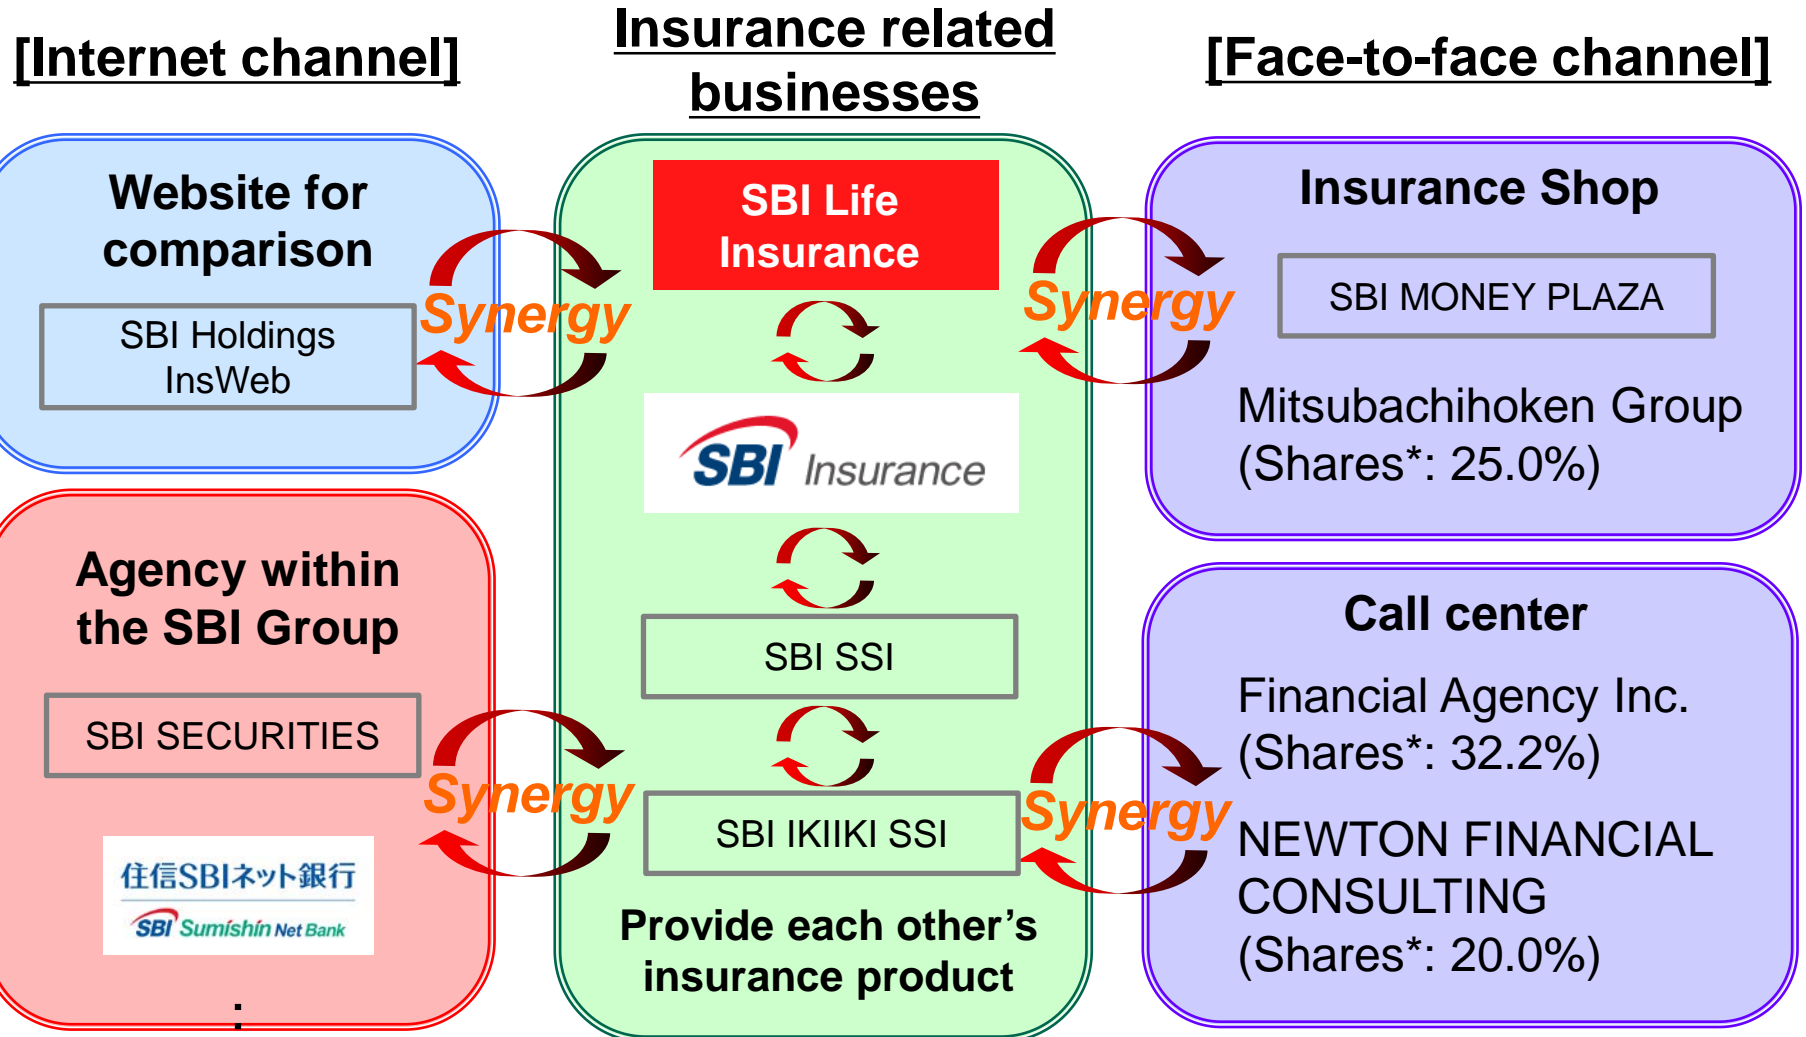 [Internet channel]
Website for
comparison
SBI Holdings
InsWeb
Agency within
the SBI Group
SBI SECURITIES
住信SBIネット銀行
SBI Sumishin Net Bank
:
Insurance related
businesses
SBI Life
Insurance
SBI Insurance
SBI SSI
SBI IKIIKI SSI
Provide each other’s
insurance product
Synergy
Synergy
Synergy
Synergy
[Face-to-face channel]
Insurance Shop
SBI MONEY PLAZA
Mitsubachihoken Group
(Shares*: 25.0%)
Call center
Financial Agency Inc.
(Shares*: 32.2%)
NEWTON FINANCIAL
CONSULTING
(Shares*: 20.0%)